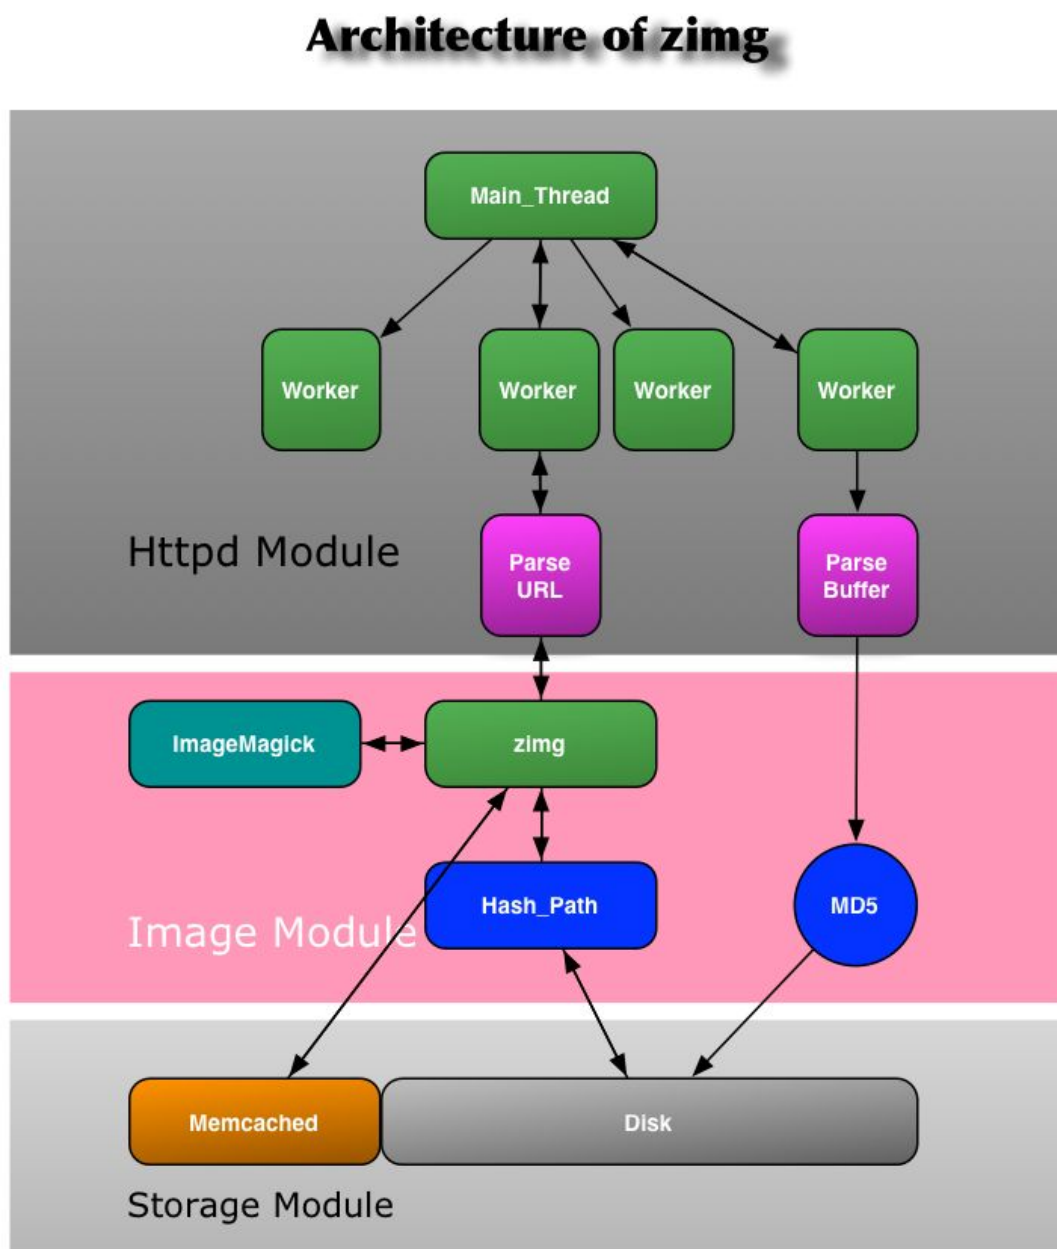 Architecture of zimg
Main_Thread
Worker
Worker
Worker
Worker
Httpd Module
Parse
URL
Parse
Buffer
ImageMagick
zimg
Hash_Path
MD5
Image Module
Memcached
Disk
Storage Module